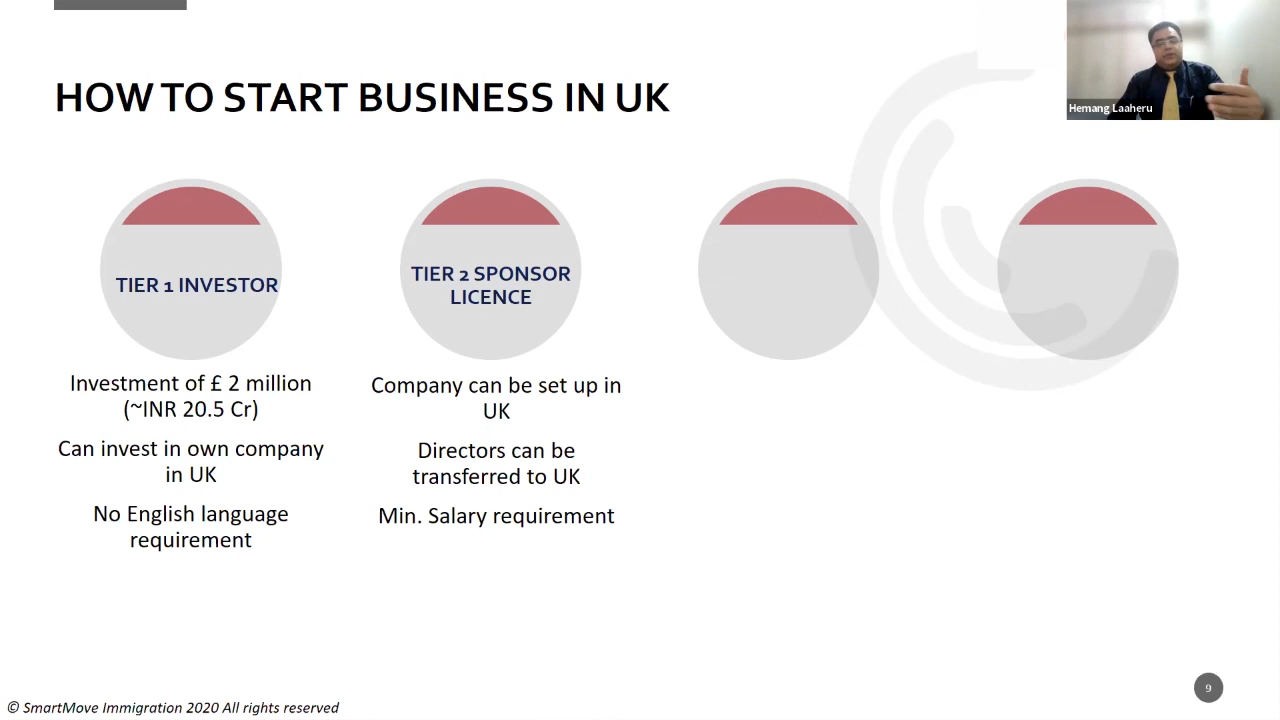 HOW TO START BUSINESS IN UK
Hemang Laaheru
TIER 1 INVESTOR
Investment of £ 2 million
(~INR 20.5 Cr)
Can invest in own company
in UK
No English language
requirement
TIER 2 SPONSOR
LICENCE
Company can be set up in
UK
Directors can be
transferred to UK
Min. Salary requirement
© SmartMove Immigration 2020 All rights reserved
9